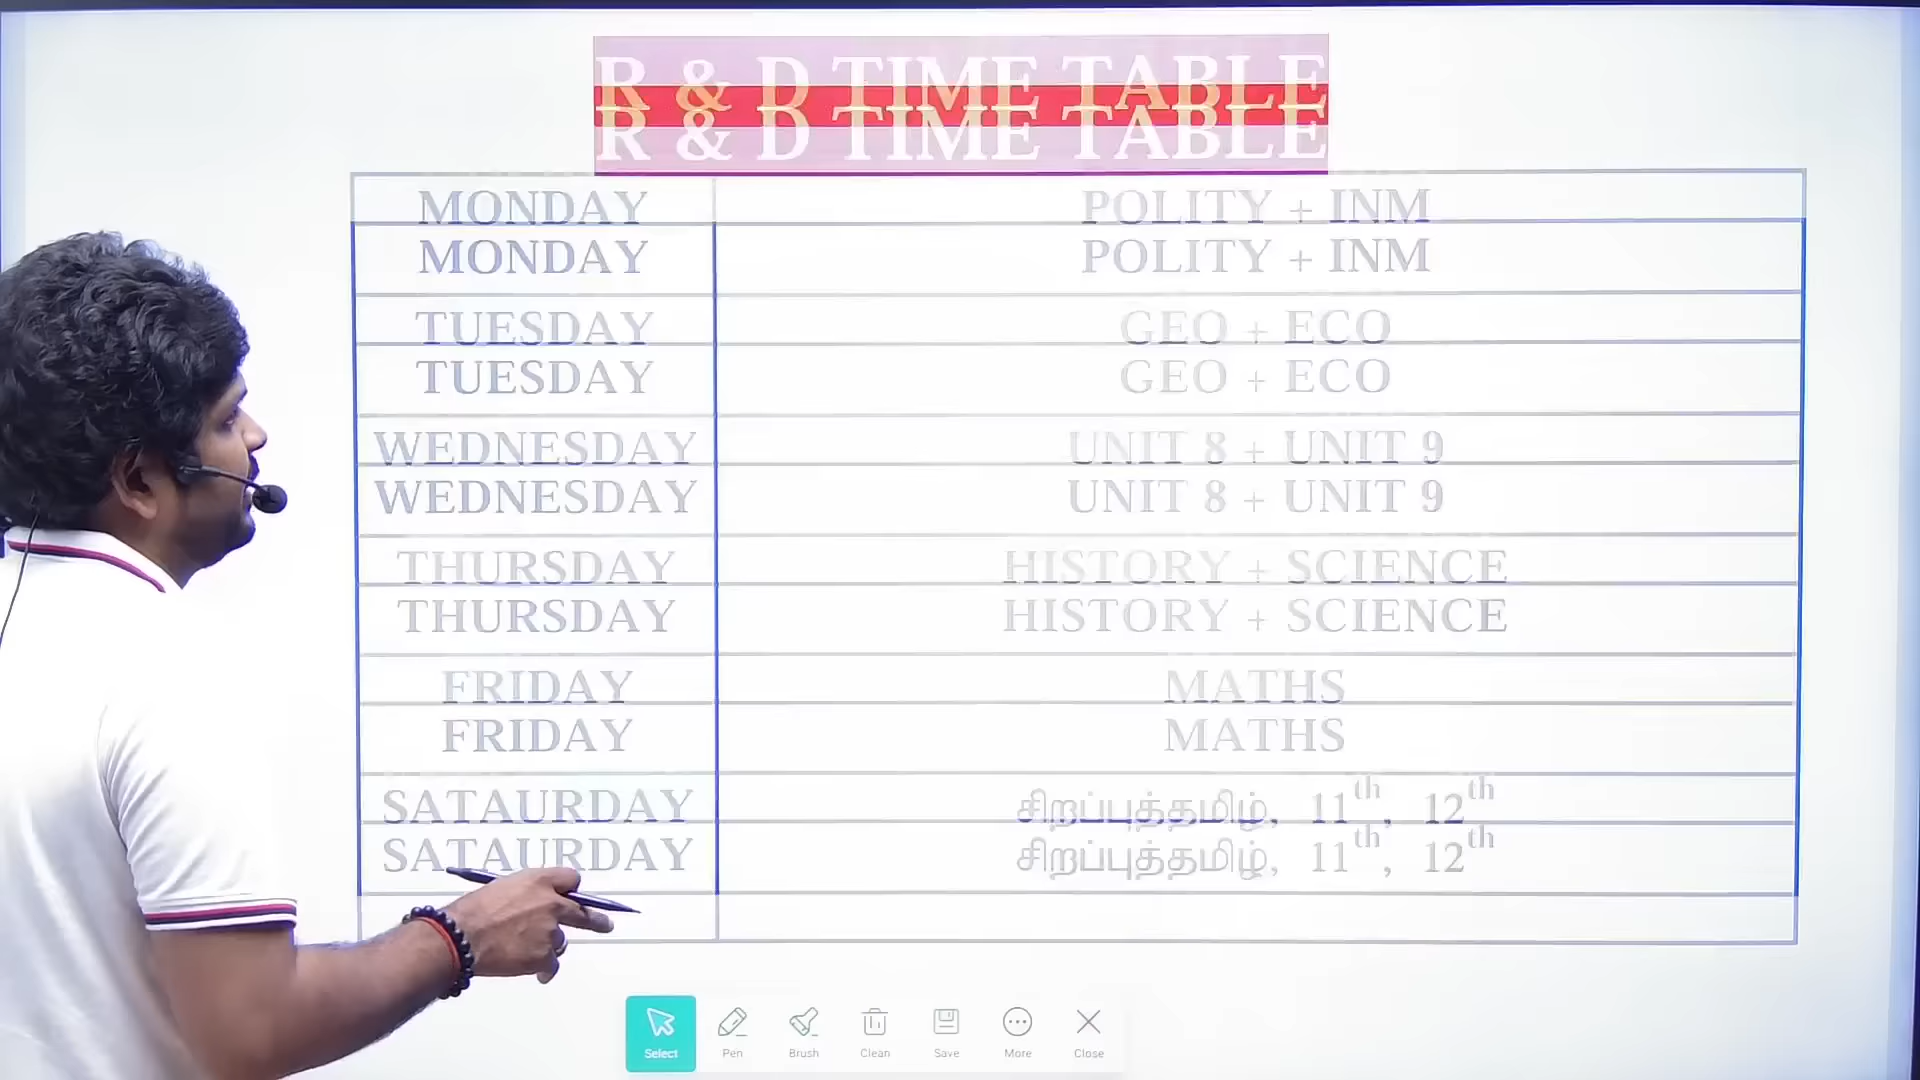 R & D TIME TABLE
R & D TIME TABLE
MONDAY POLITY + INM
MONDAY POLITY + INM
TUESDAY GEO + ECO
TUESDAY GEO + ECO
WEDNESDAY UNIT 8 + UNIT 9
WEDNESDAY UNIT 8 + UNIT 9
THURSDAY HISTORY + SCIENCE
THURSDAY HISTORY + SCIENCE
FRIDAY MATHS
FRIDAY MATHS
SATAURDAY சிறப்புத்தமிழ், 11th, 12th
SATAURDAY சிறப்புத்தமிழ், 11th, 12th
Select Pen Brush Clean Save More Close